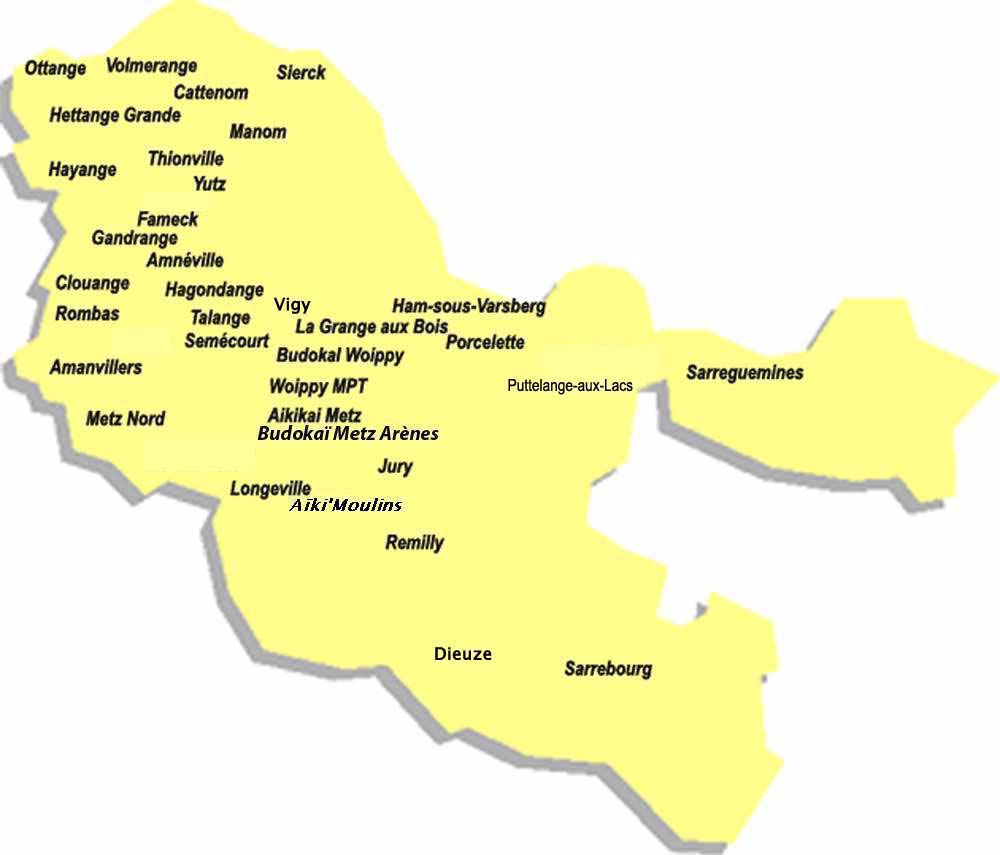 Ottange
Volmerange
Sierck
Cattenom
Hettange Grande
Manom
Thionville
Hayange
Yutz
Fameck
Gandrange
Amnéville
Clouange
Hagondange
Vigy
Ham-sous-Varsberg
Rombas
Talange
La Grange aux Bois
Semécourt
Porcelette
Budokal Woippy
Amanvillers
Sarreguemines
Woippy MPT
Puttelange-aux-Lacs
Metz Nord
Aikikai Metz
Budokaï Metz Arènes
Jury
Longeville
Aïki'Moulins
Remilly
Dieuze
Sarrebourg